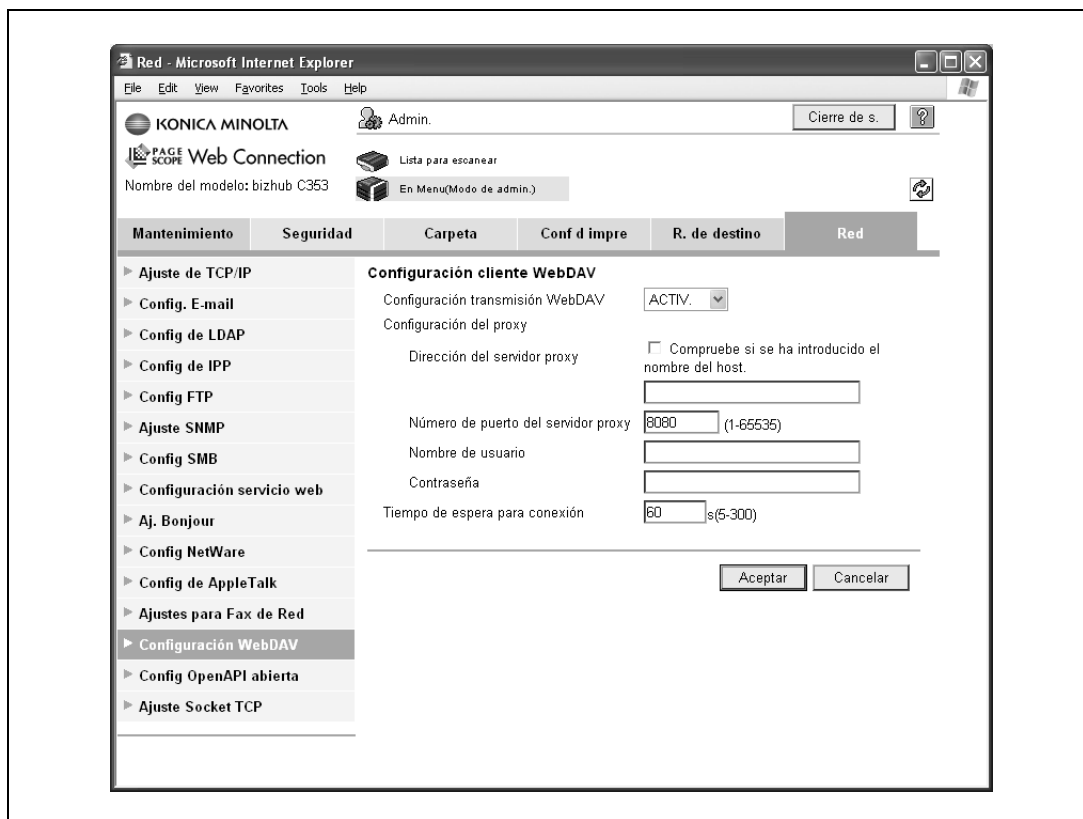 Red - Microsoft Internet Explorer
File Edit View Favorites Tools Help
KONICA MINOLTA
Admin.
Cierre de s.
?
PAGE SCOPE Web Connection
Lista para escanear
Nombre del modelo: bizhub C353
En Menu(Modo de admin.)
Mantenimiento Seguridad Carpeta Conf d impre R. de destino Red
Ajuste de TCP/IP
Config. E-mail
Config de LDAP
Config de IPP
Config FTP
Ajuste SNMP
Config SMB
Configuración servicio web
Aj. Bonjour
Config NetWare
Config de AppleTalk
Ajustes para Fax de Red
Configuración WebDAV
Config OpenAPI abierta
Ajuste Socket TCP
Configuración cliente WebDAV
Configuración transmisión WebDAV ACTIV.
Configuración del proxy
Dirección del servidor proxy
Compruebe si se ha introducido el
nombre del host.
Número de puerto del servidor proxy 8080 (1-65535)
Nombre de usuario
Contraseña
Tiempo de espera para conexión 60 s(5-300)
Aceptar Cancelar